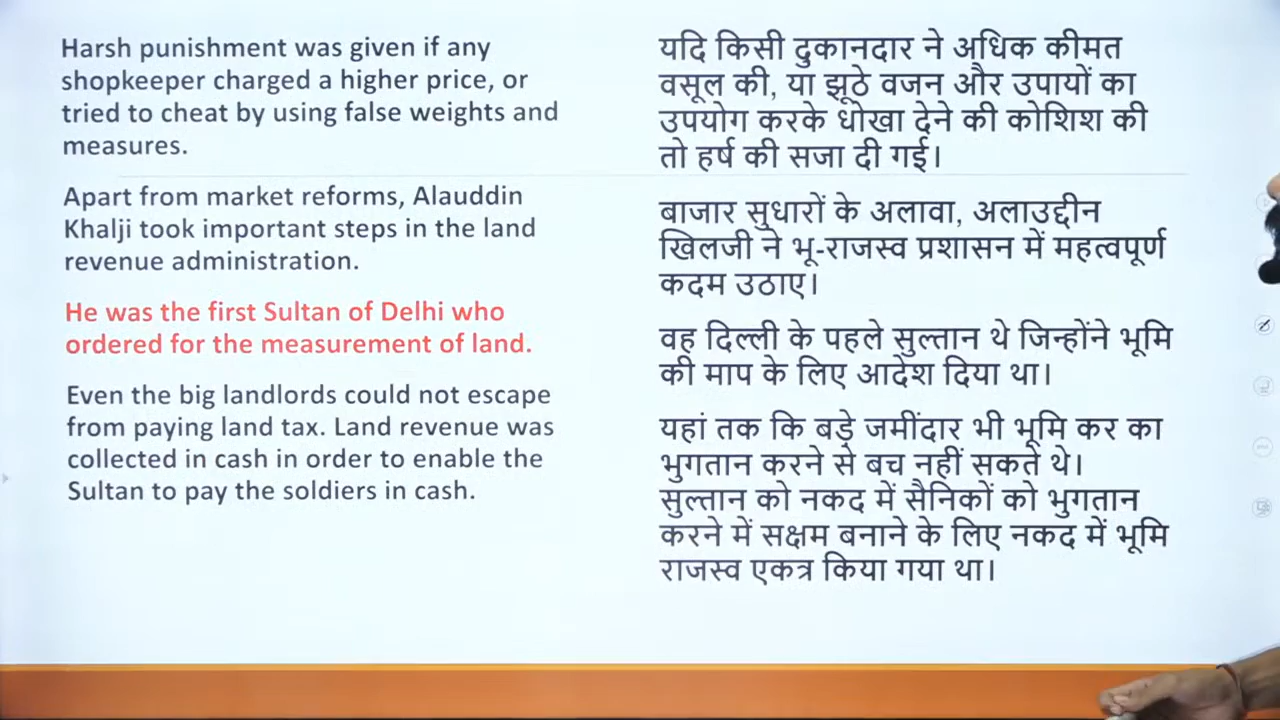 Harsh punishment was given if any
shopkeeper charged a higher price, or
tried to cheat by using false weights and
measures.
Apart from market reforms, Alauddin
Khalji took important steps in the land
revenue administration.
He was the first Sultan of Delhi who
ordered for the measurement of land.
Even the big landlords could not escape
from paying land tax. Land revenue was
collected in cash in order to enable the
Sultan to pay the soldiers in cash.
यदि किसी दुकानदार ने अधिक कीमत
वसूल की, या झूठे वजन और उपायों का
उपयोग करके धोखा देने की कोशिश की
तो हर्ष की सजा दी गई।
बाजार सुधारों के अलावा, अलाउद्दीन
खिलजी ने भू-राजस्व प्रशासन में महत्वपूर्ण
कदम उठाए।
वह दिल्ली के पहले सुल्तान थे जिन्होंने भूमि
की माप के लिए आदेश दिया था।
यहां तक कि बड़े जमींदार भी भूमि कर का
भुगतान करने से बच नहीं सकते थे।
सुल्तान को नकद में सैनिकों को भुगतान
करने में सक्षम बनाने के लिए नकद में भूमि
राजस्व एकत्र किया गया था।